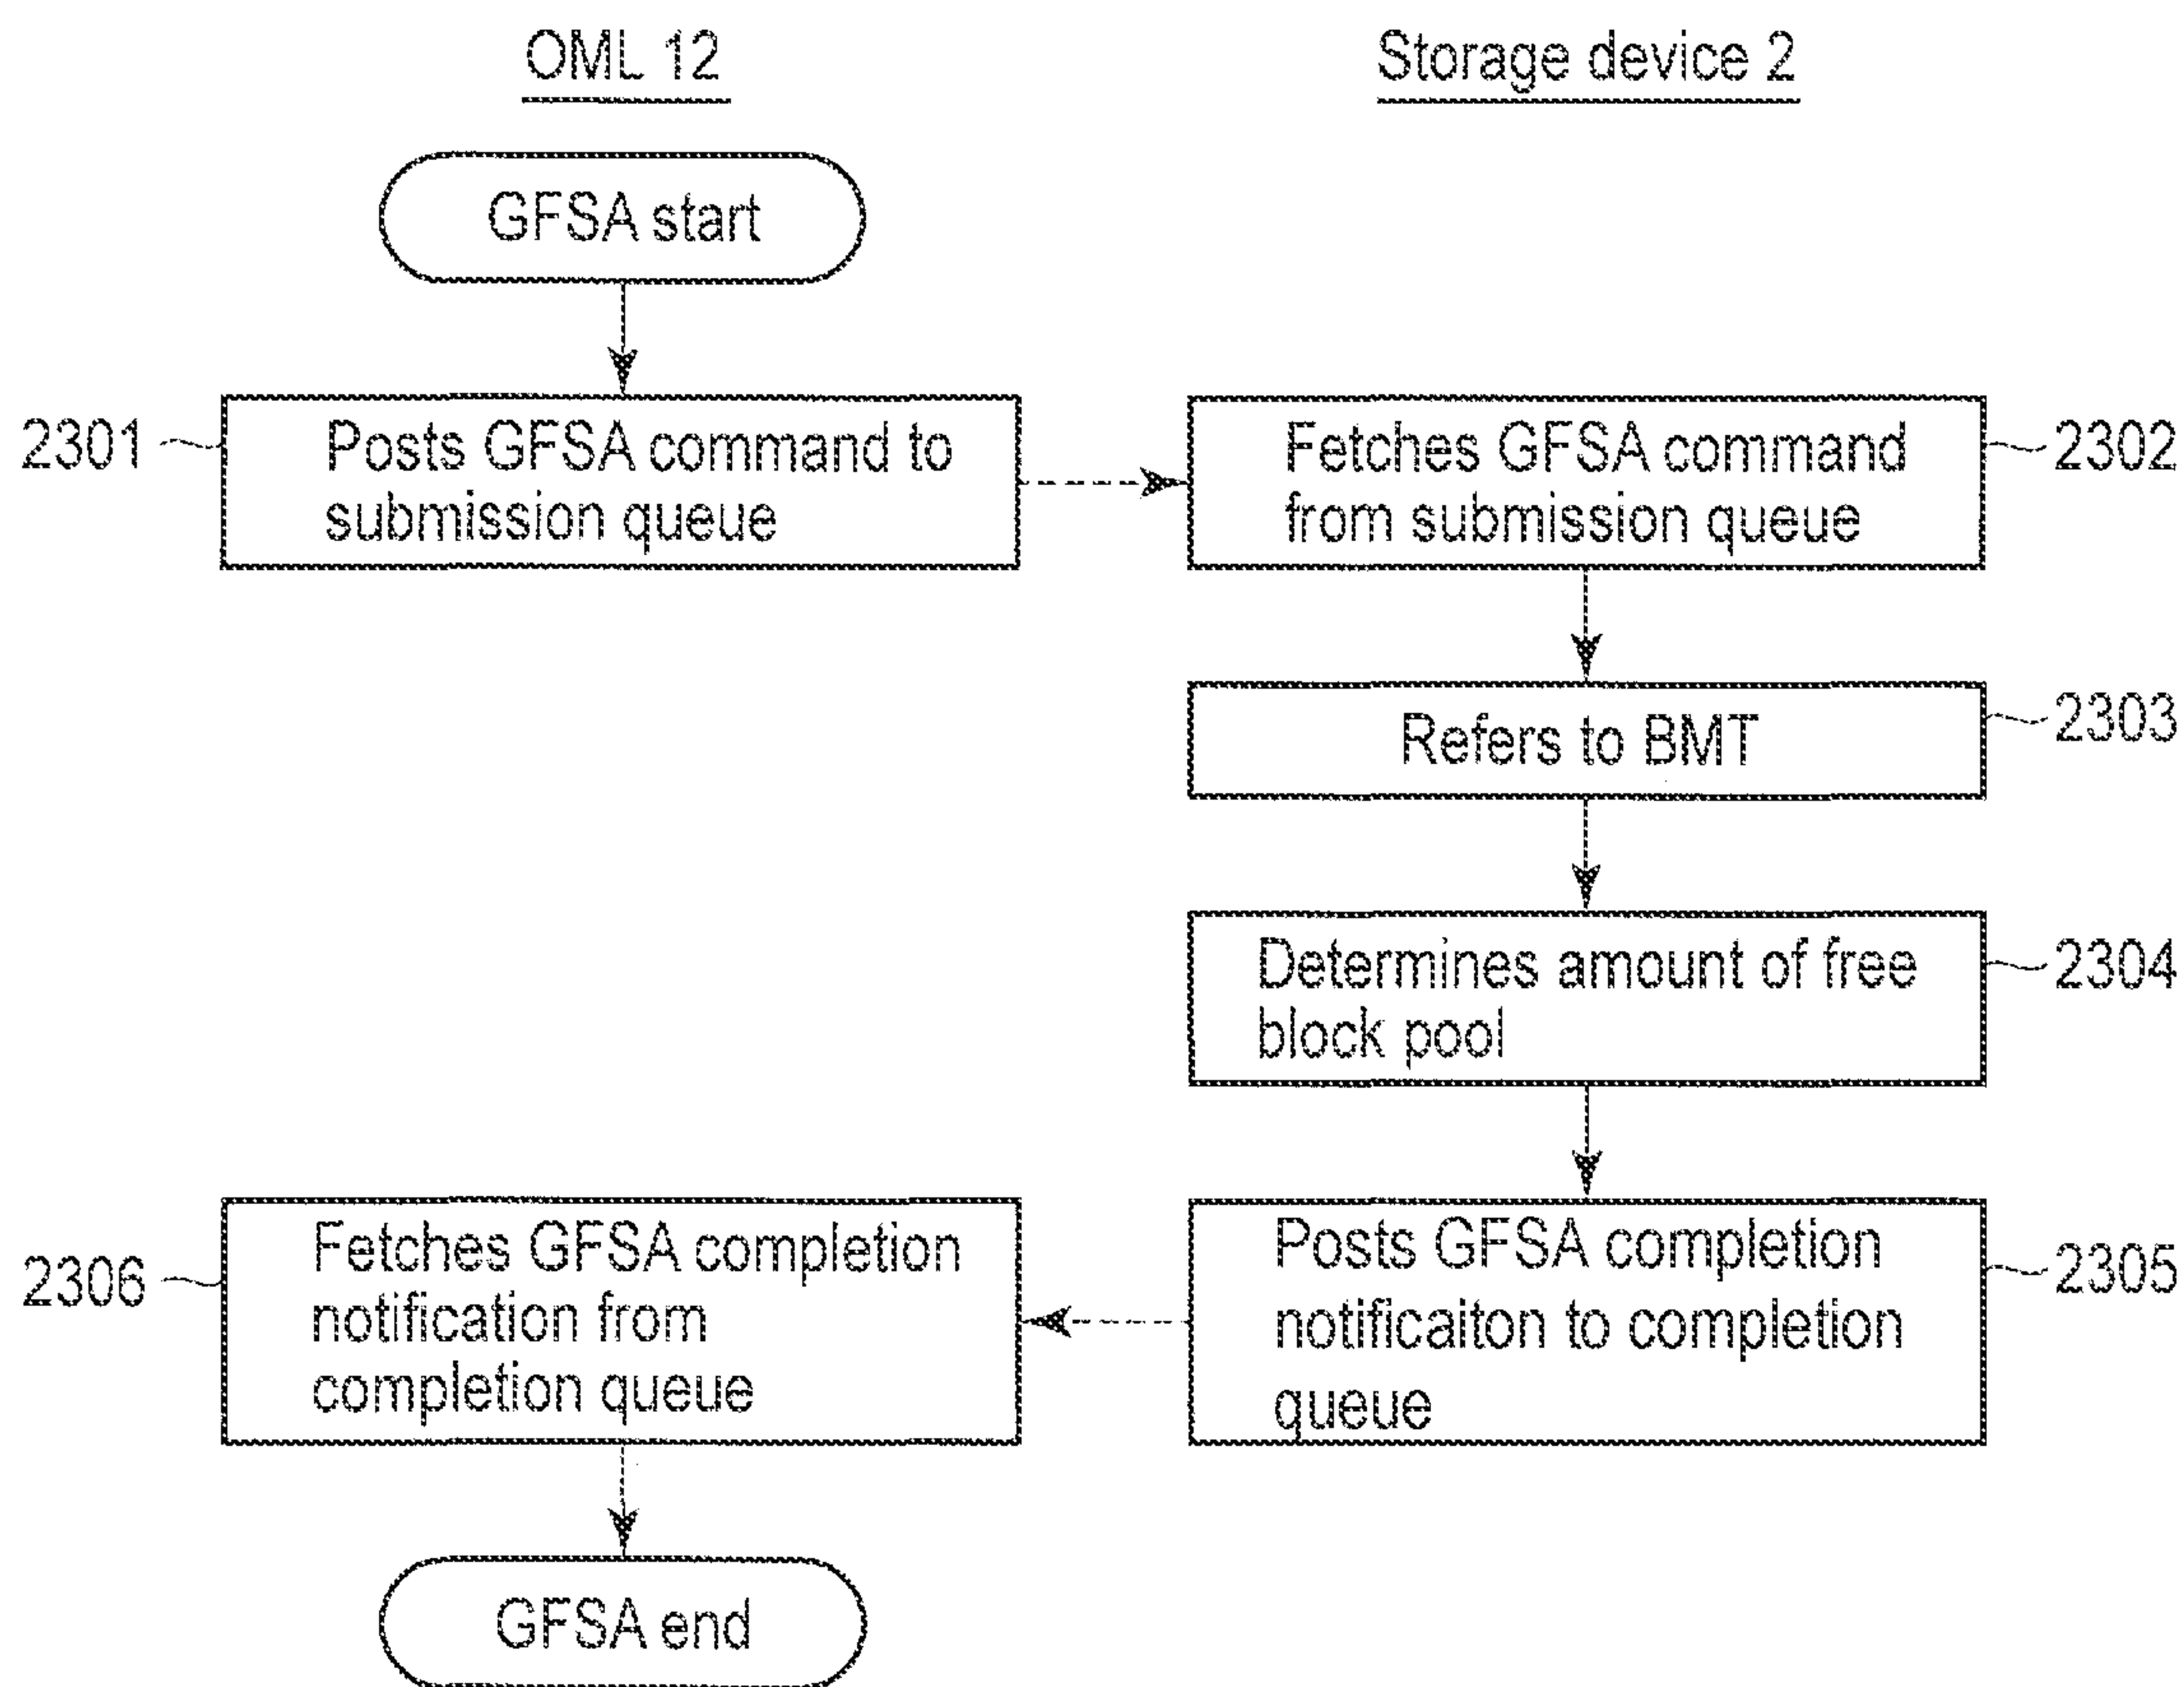 OML 12
Storage device 2
GFSA start
2301
Posts GFSA command to
submission queue
Fetches GFSA command
from submission queue
2302
Refers to BMT
2303
Determines amount of free
block pool
2304
2306
Fetches GFSA completion
notification from
completion queue
Posts GFSA completion
notificaiton to completion
queue
2305
GFSA end